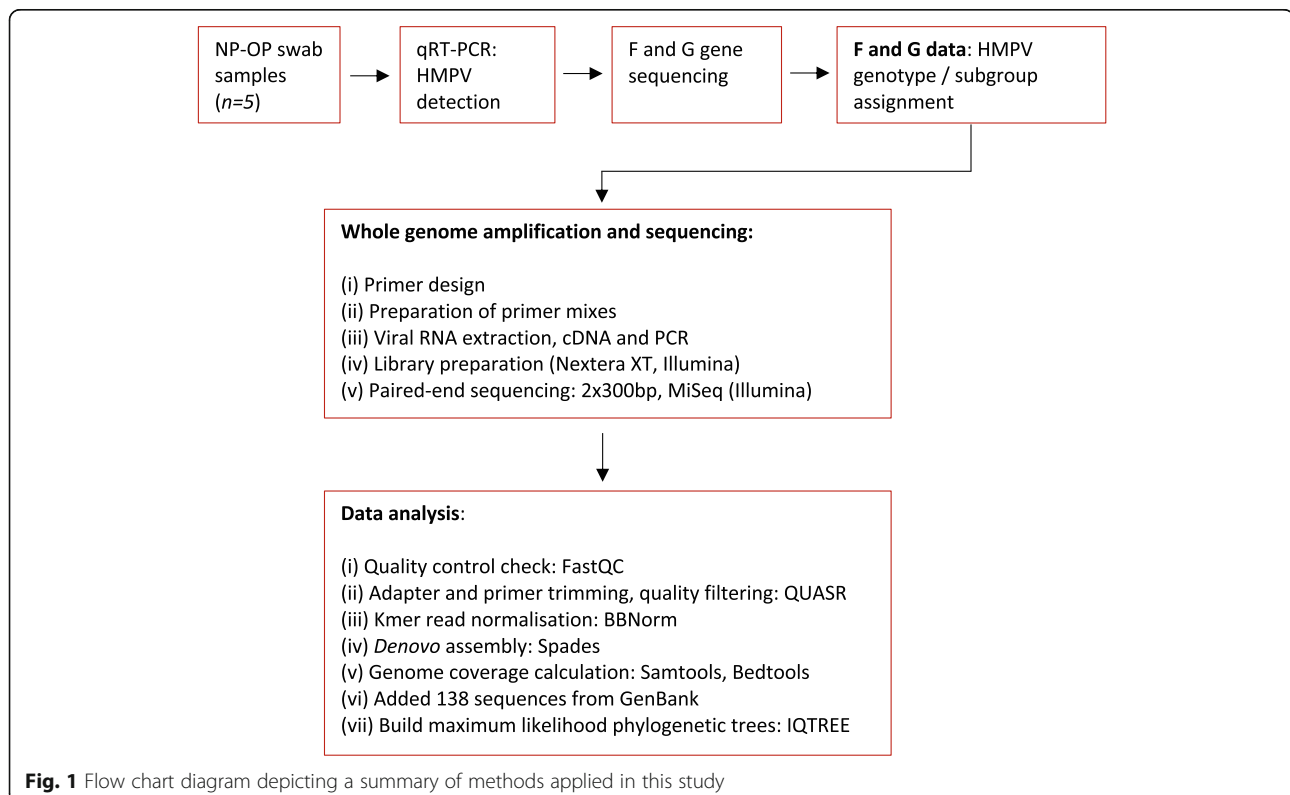 NP-OP swab
samples
(n=5)
qRT-PCR:
HMPV
detection
F and G gene
sequencing
F and G data: HMPV
genotype / subgroup
assignment
Whole genome amplification and sequencing:
(i) Primer design
(ii) Preparation of primer mixes
(iii) Viral RNA extraction, cDNA and PCR
(iv) Library preparation (Nextera XT, Illumina)
(v) Paired-end sequencing: 2x300bp, MiSeq (Illumina)
Data analysis:
(i) Quality control check: FastQC
(ii) Adapter and primer trimming, quality filtering: QUASR
(iii) Kmer read normalisation: BBNorm
(iv) Denovo assembly: Spades
(v) Genome coverage calculation: Samtools, Bedtools
(vi) Added 138 sequences from GenBank
(vii) Build maximum likelihood phylogenetic trees: IQTREE
Fig. 1 Flow chart diagram depicting a summary of methods applied in this study